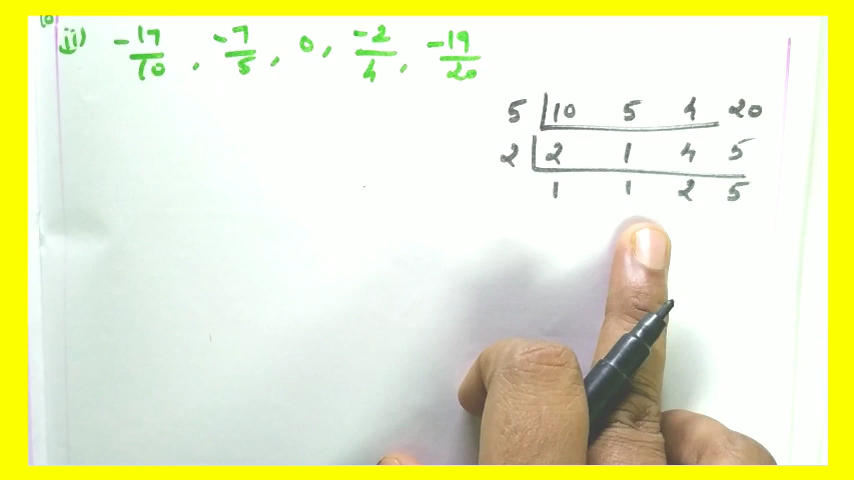 ii) -17/10 , -7/5 , 0 , -2/4 , -19/20
5 | 10 5 4 20
2 | 2 1 4 5
1 1 2 5